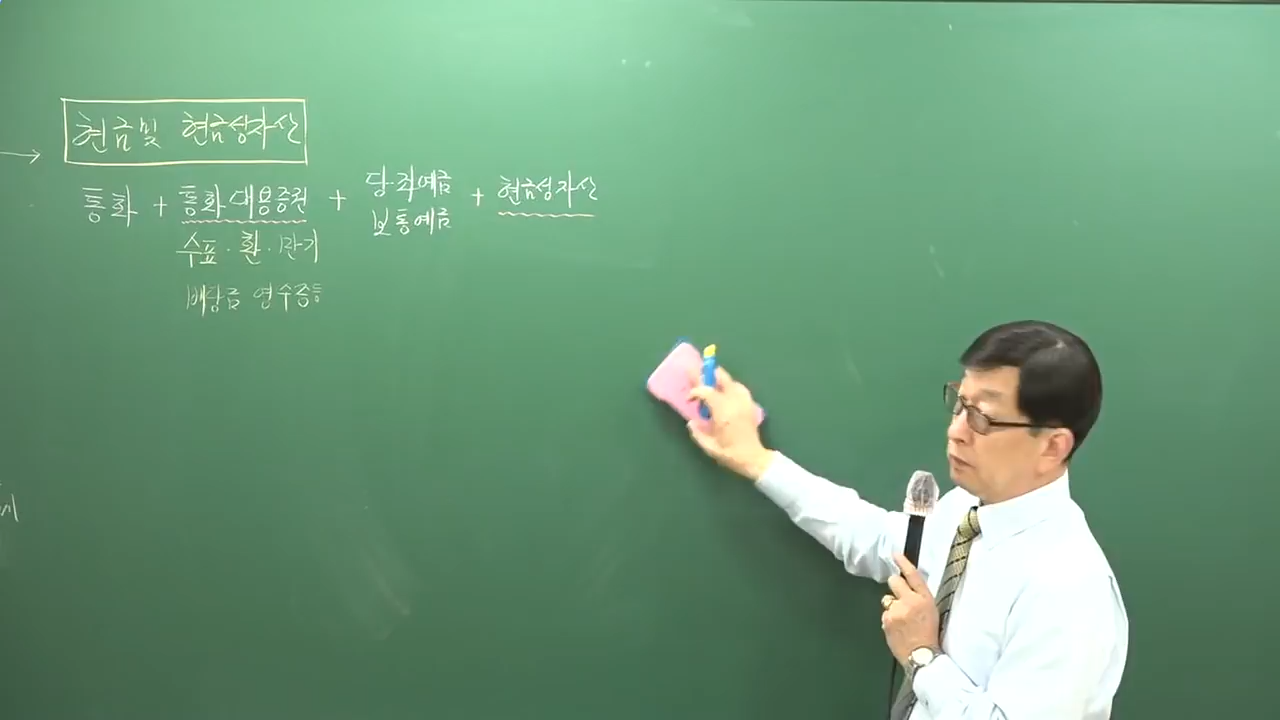 현금및 현금성자산
통화 + 통화대용증권 + 당좌예금 + 현금성자산
보통예금
수표·환·만기
배당금 영수증등